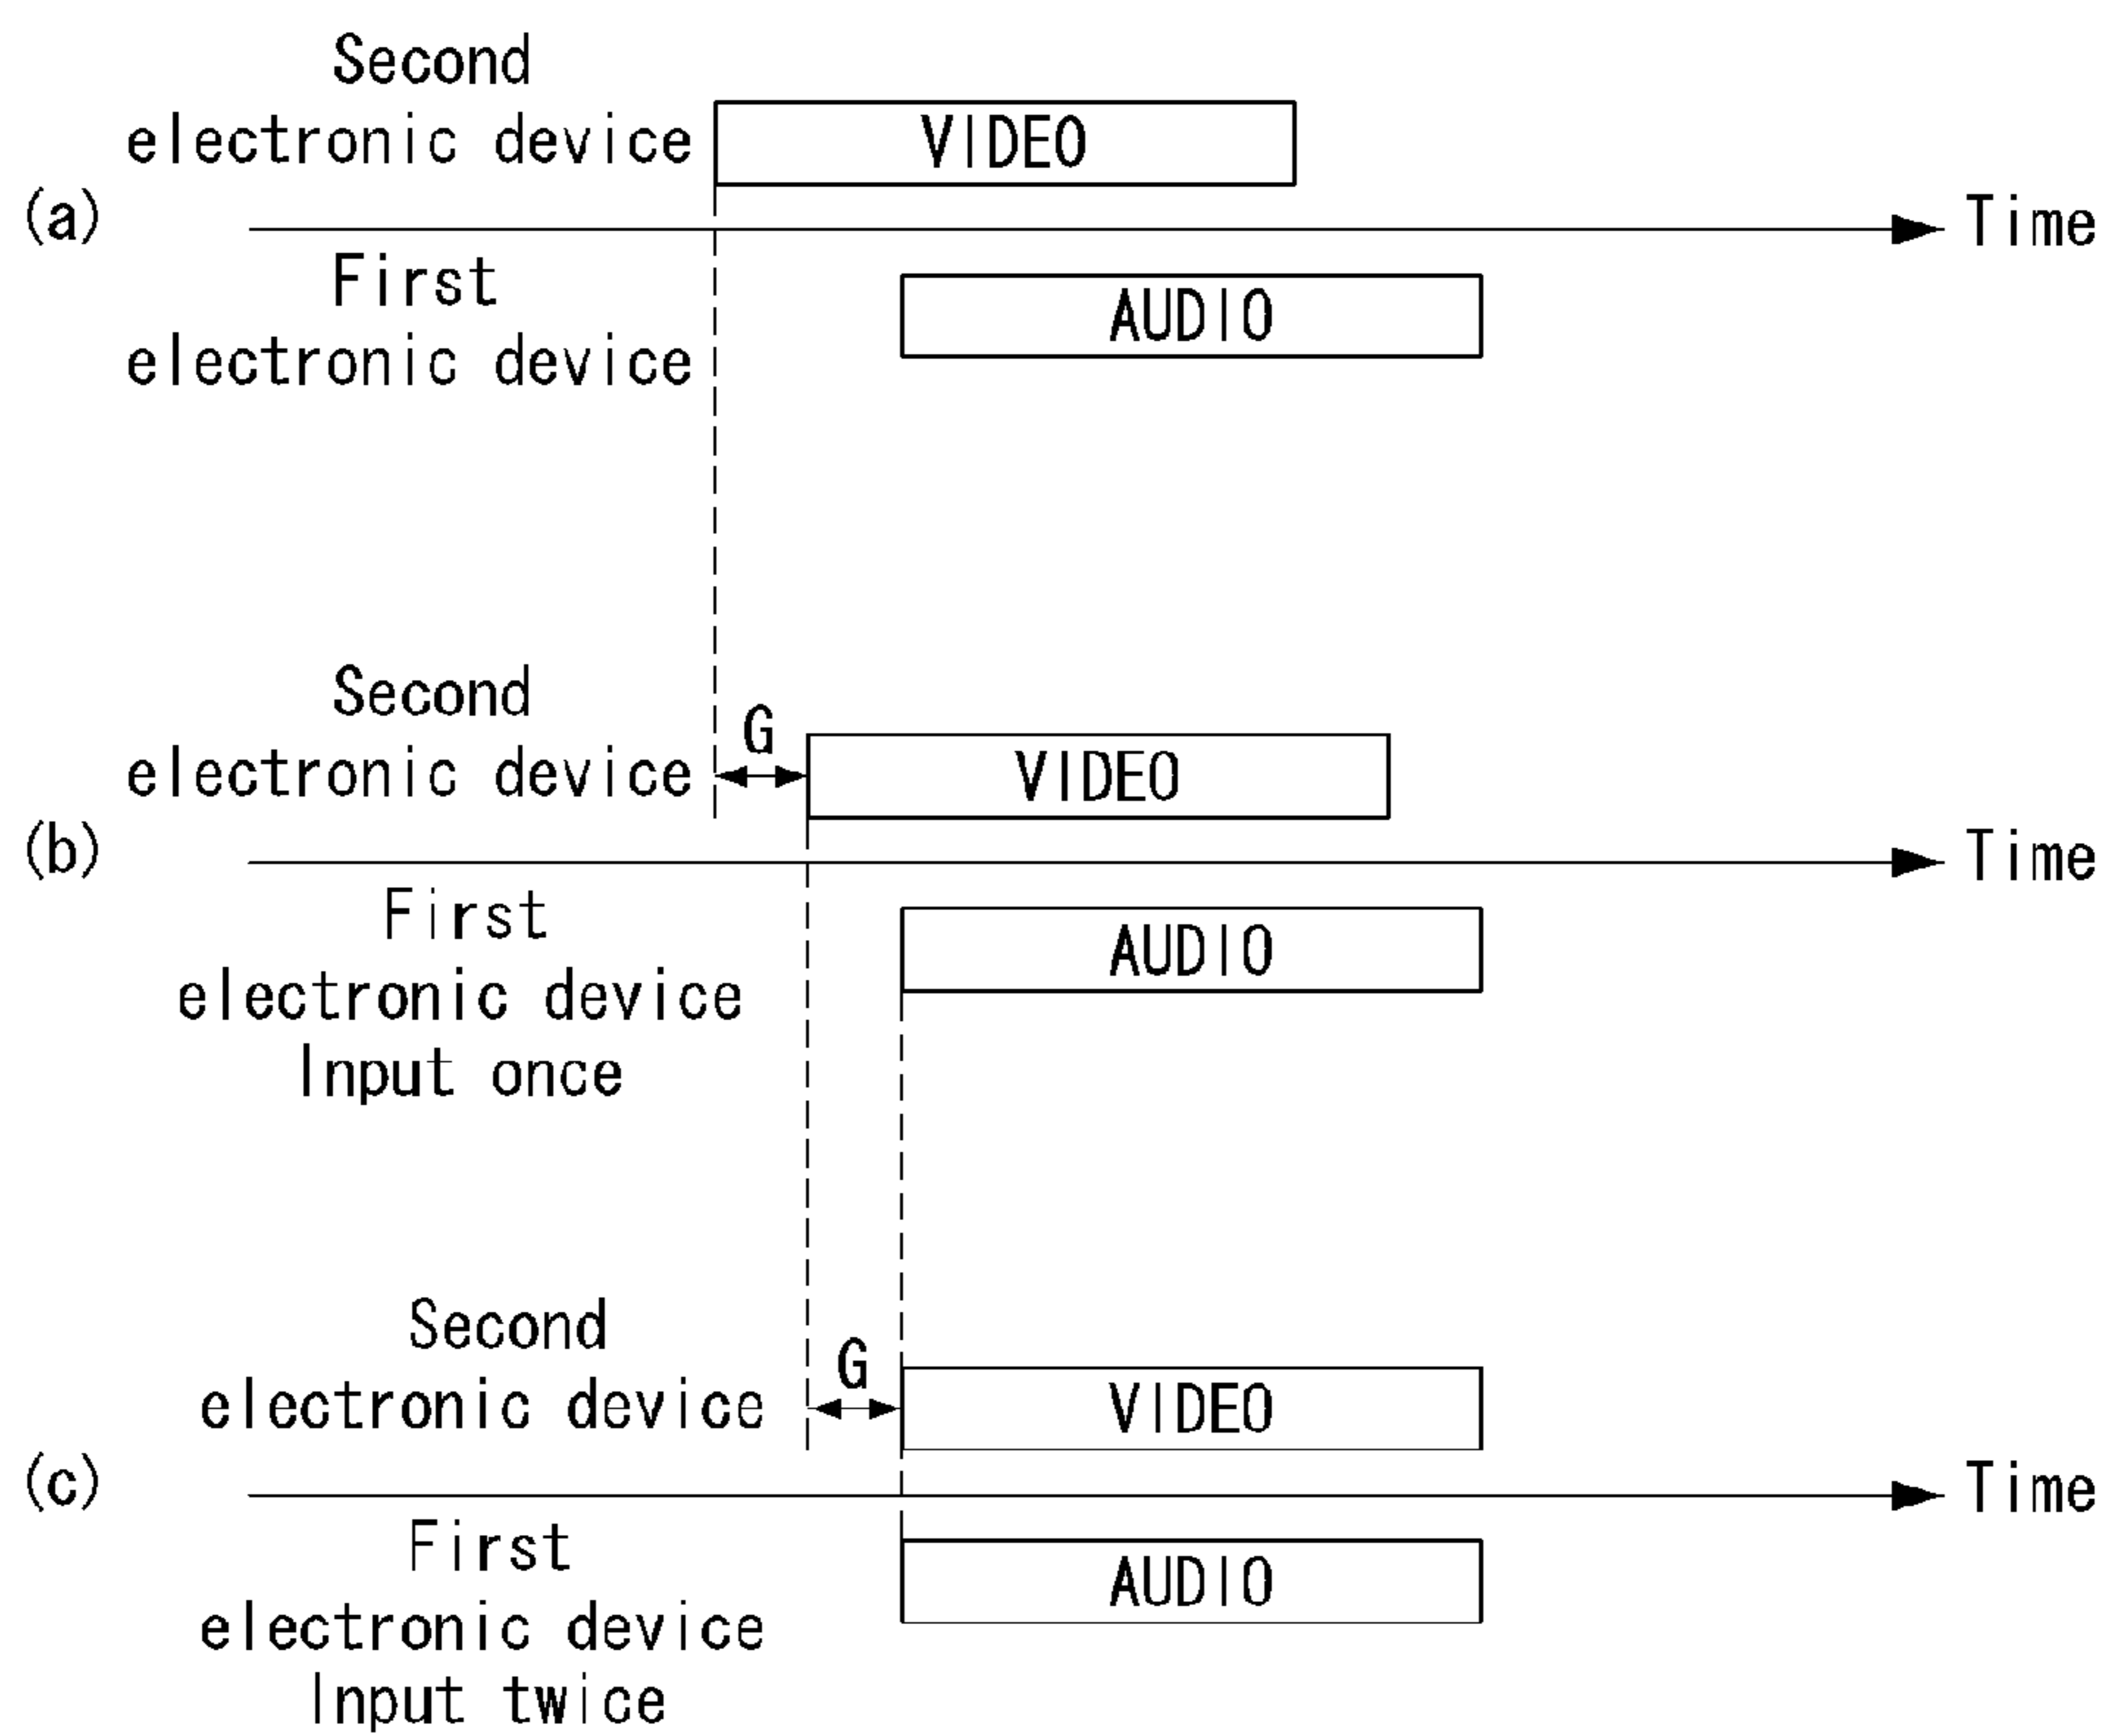 Second
electronic device
VIDEO
(a)
Time
First
electronic device
AUDIO
Second
electronic device
G
VIDEO
(b)
Time
First
electronic device
Input once
AUDIO
Second
electronic device
G
VIDEO
(c)
Time
First
electronic device
Input twice
AUDIO